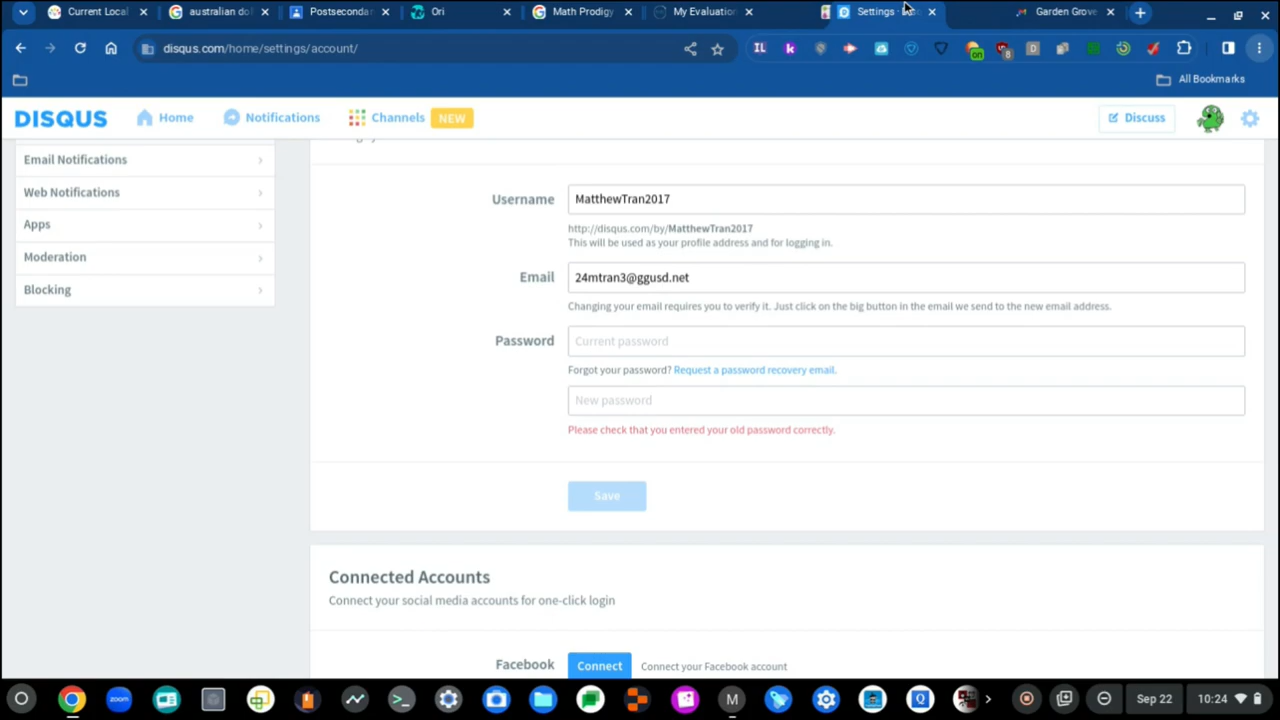 Current Local
australian do
Postseconda
Ori
Math Prodigy
My Evaluation
Settings
Garden Grove
disqus.com/home/settings/account/
IL
k
on
8
D
All Bookmarks
DISQUS
Home
Notifications
Channels
NEW
Discuss
Email Notifications
Web Notifications
Apps
Moderation
Blocking
Username
MatthewTran2017
http://disqus.com/by/MatthewTran2017
This will be used as your profile address and for logging in.
Email
24mtran3@ggusd.net
Changing your email requires you to verify it. Just click on the big button in the email we send to the new email address.
Password
Current password
Forgot your password? Request a password recovery email.
New password
Please check that you entered your old password correctly.
Save
Connected Accounts
Connect your social media accounts for one-click login
Facebook
Connect
Connect your Facebook account
zoom
M
Q
Sep 22
10:24